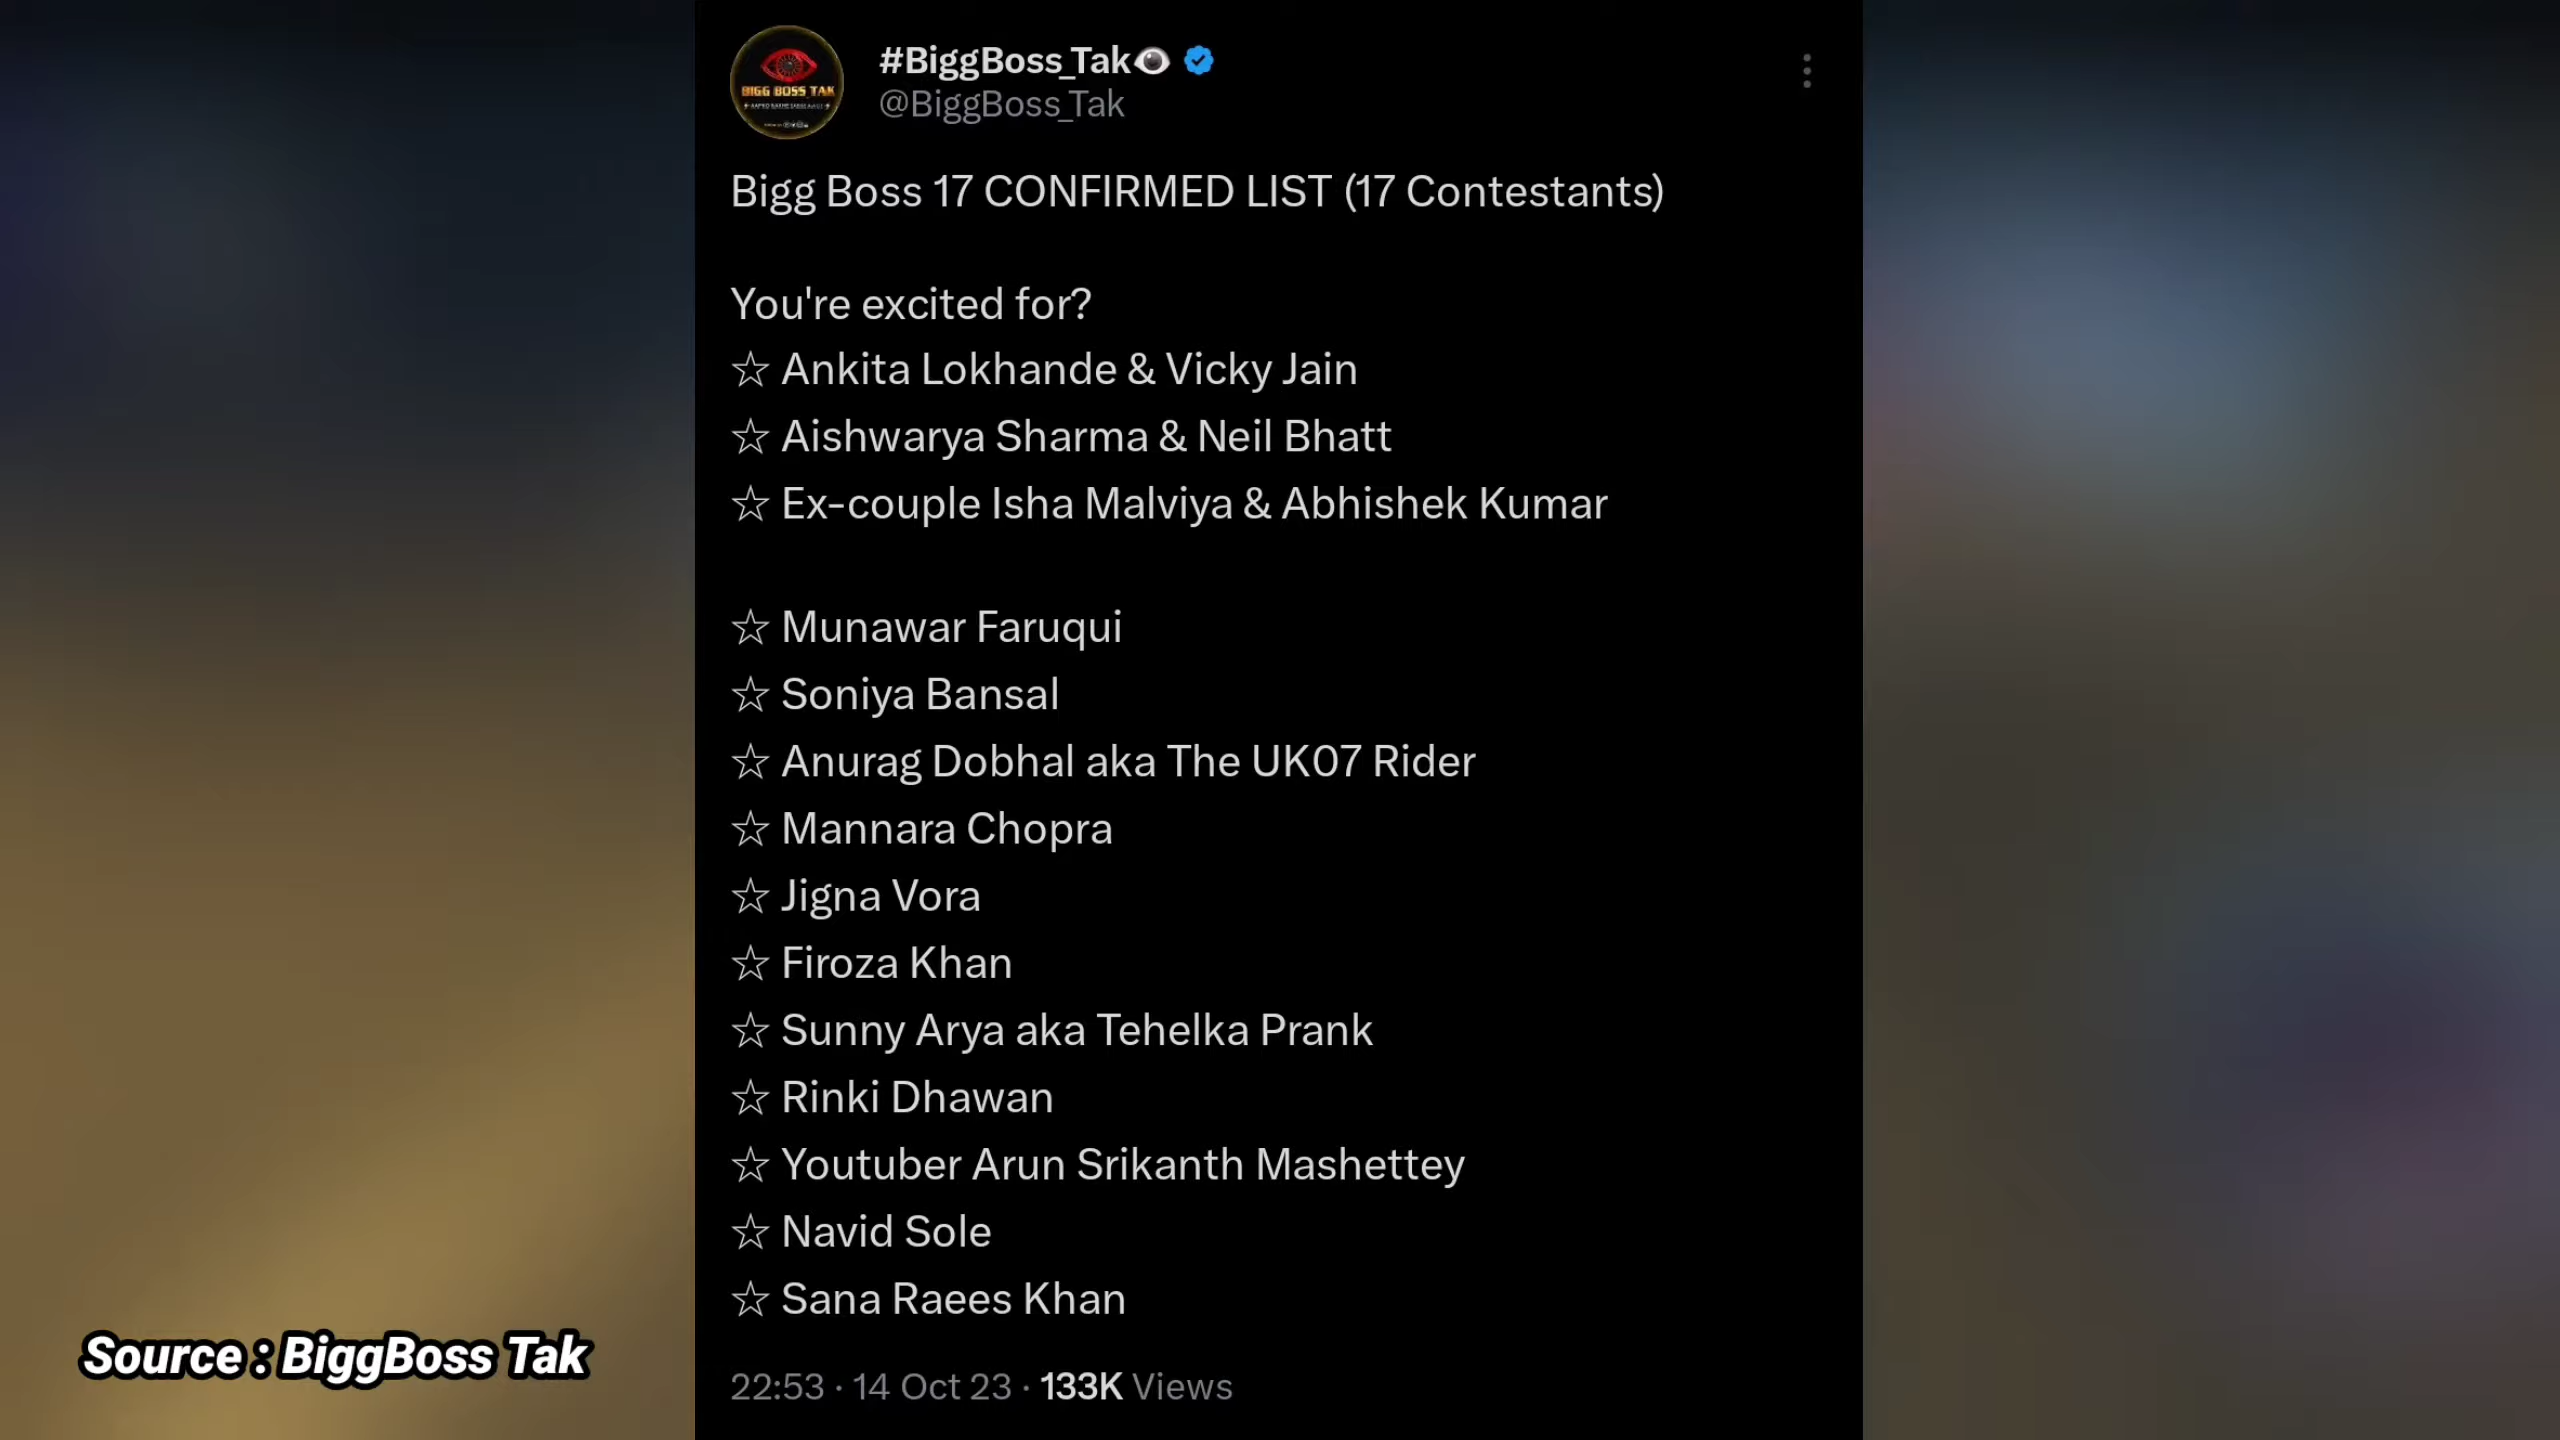 #BiggBoss_Tak👁
@BiggBoss_Tak
BIGG BOSS TAK
Bigg Boss 17 CONFIRMED LIST (17 Contestants)
You're excited for?
☆ Ankita Lokhande & Vicky Jain
☆ Aishwarya Sharma & Neil Bhatt
☆ Ex-couple Isha Malviya & Abhishek Kumar
☆ Munawar Faruqui
☆ Soniya Bansal
☆ Anurag Dobhal aka The UK07 Rider
☆ Mannara Chopra
☆ Jigna Vora
☆ Firoza Khan
☆ Sunny Arya aka Tehelka Prank
☆ Rinki Dhawan
☆ Youtuber Arun Srikanth Mashettey
☆ Navid Sole
☆ Sana Raees Khan
Source : BiggBoss Tak
22:53 · 14 Oct 23 · 133K Views